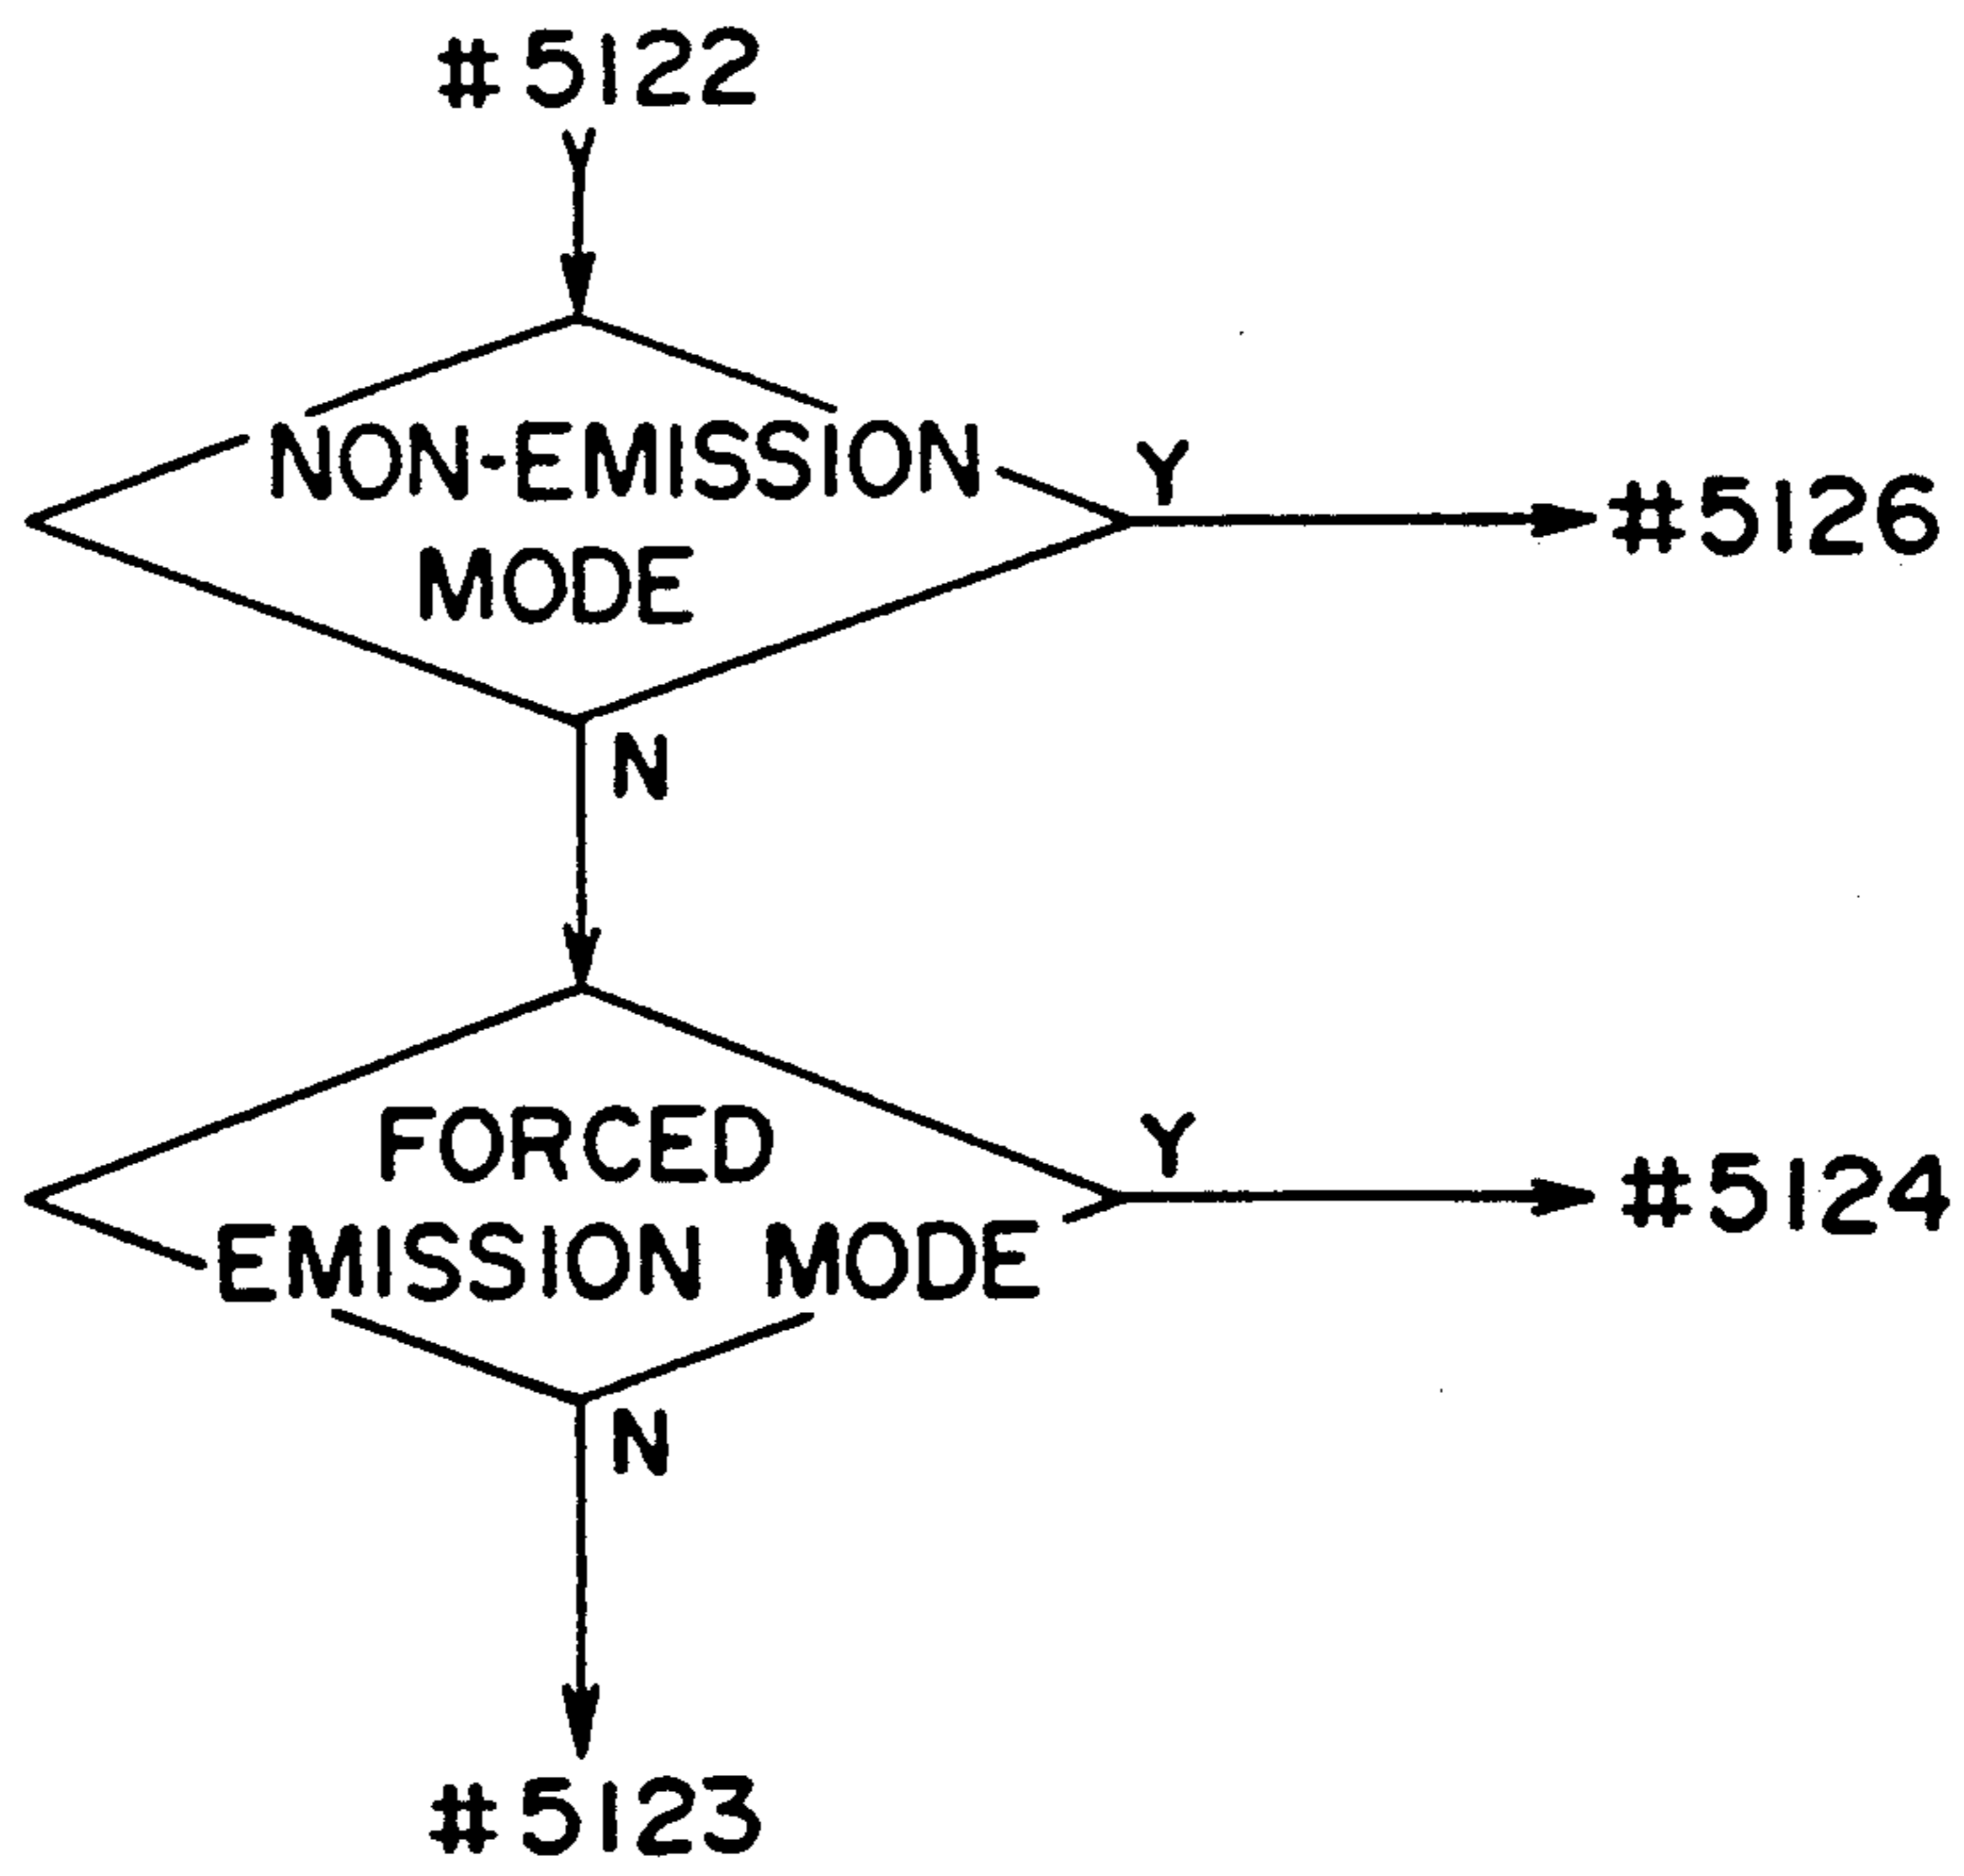 #5122
Y
NON-EMISSION
MODE
Y
#5126
N
FORCED
EMISSION MODE
Y
#5124
N
#5123